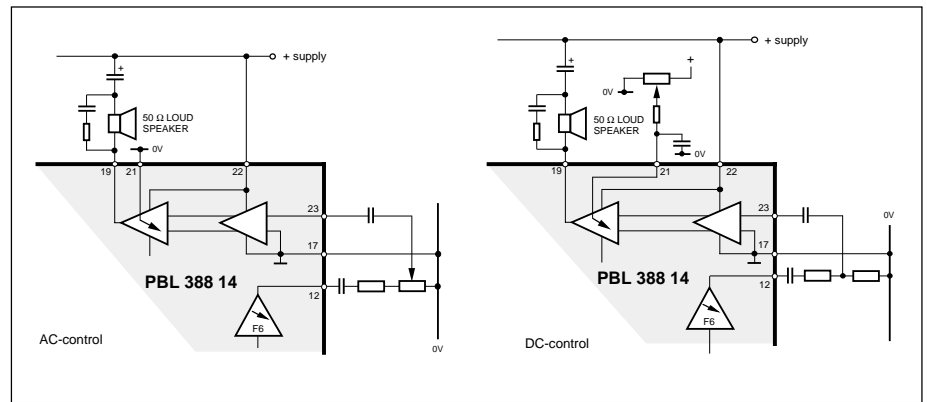 + supply
+
50 Ω LOUD
SPEAKER
0V
19
21
22
23
17
12
PBL 388 14
F6
AC-control
0V
+ supply
+
+
0V
50 Ω LOUD
SPEAKER
0V
19
21
22
23
0V
17
12
PBL 388 14
F6
DC-control